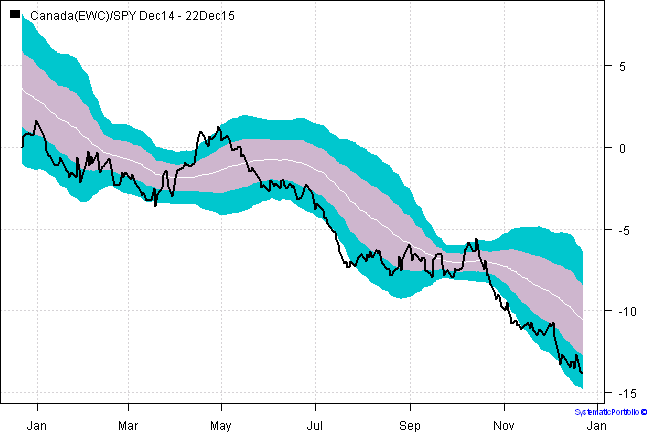 Canada(EWC)/SPY Dec14 - 22Dec15
5
0
-5
-10
-15
Jan Mar May Jul Sep Nov Jan
SystematicPortfolio ©